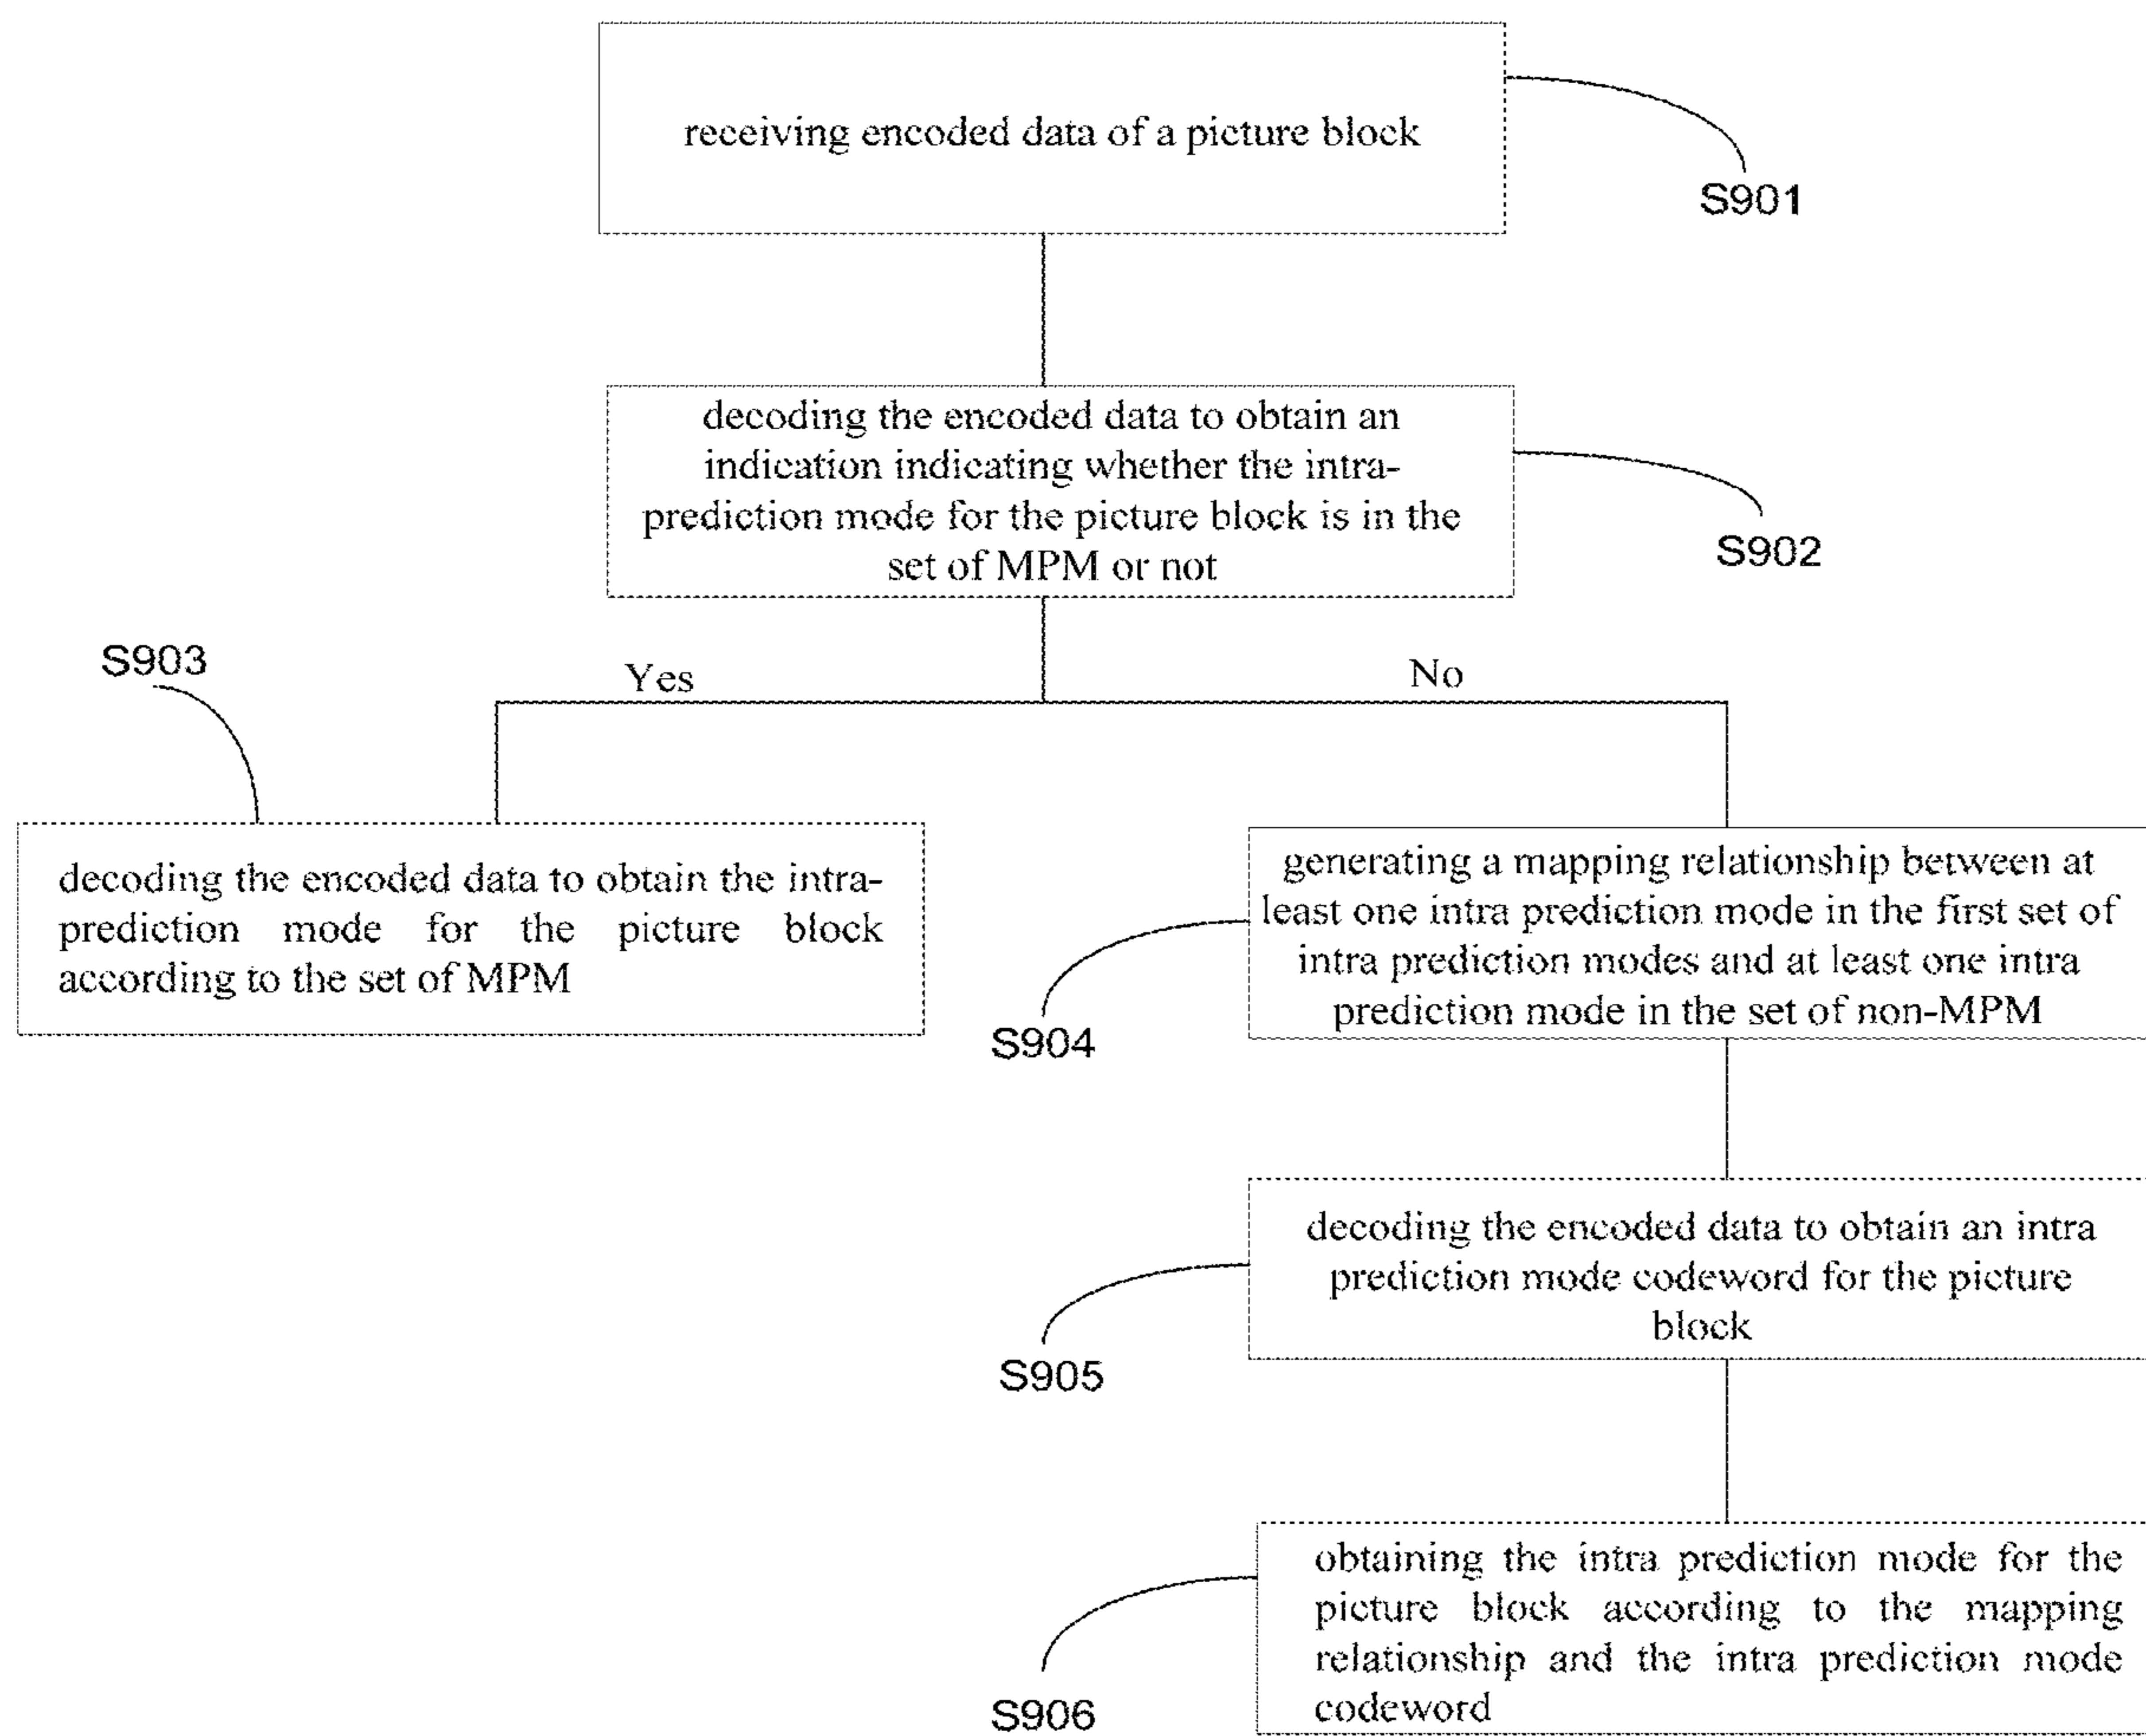 receiving encoded data of a picture block
S901
decoding the encoded data to obtain an
indication indicating whether the intra-
prediction mode for the picture block is in the
set of MPM or not
S902
S903
Yes
No
decoding the encoded data to obtain the intra-
prediction mode for the picture block
according to the set of MPM
generating a mapping relationship between at
least one intra prediction mode in the first set of
intra prediction modes and at least one intra
prediction mode in the set of non-MPM
S904
decoding the encoded data to obtain an intra
prediction mode codeword for the picture
block
S905
obtaining the intra prediction mode for the
picture block according to the mapping
relationship and the intra prediction mode
codeword
S906